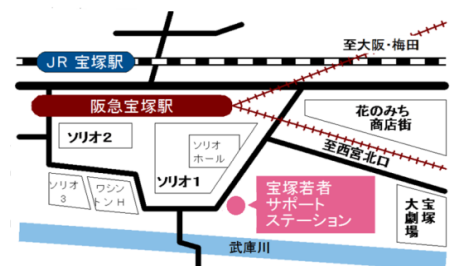 至大阪・梅田
JR 宝塚駅
阪急宝塚駅
花のみち
商店街
ソリオ2
ソリオ
ホール
至西宮北口
ソリオ1
ソリオ
3
ワシン
トンH
宝塚若者
サポート
ステーション
宝塚
大劇場
武庫川